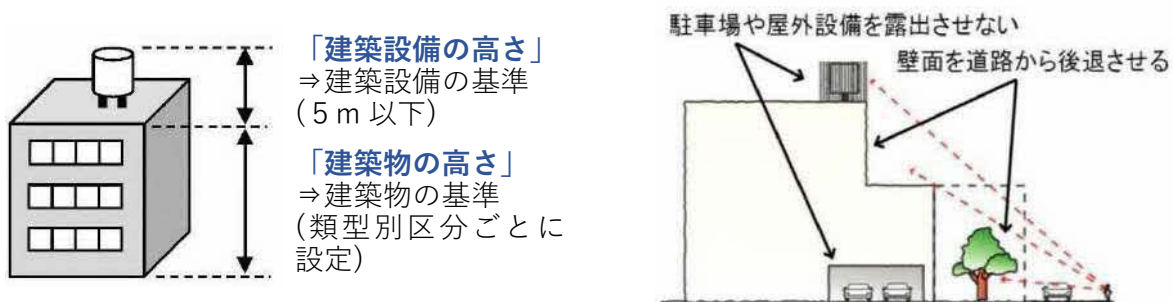 「建築設備の高さ」
⇒建築設備の基準
(５ｍ 以下)
「建築物の高さ」
⇒建築物の基準
(類型別区分ごとに
設定)
駐車場や屋外設備を露出させない
壁面を道路から後退させる